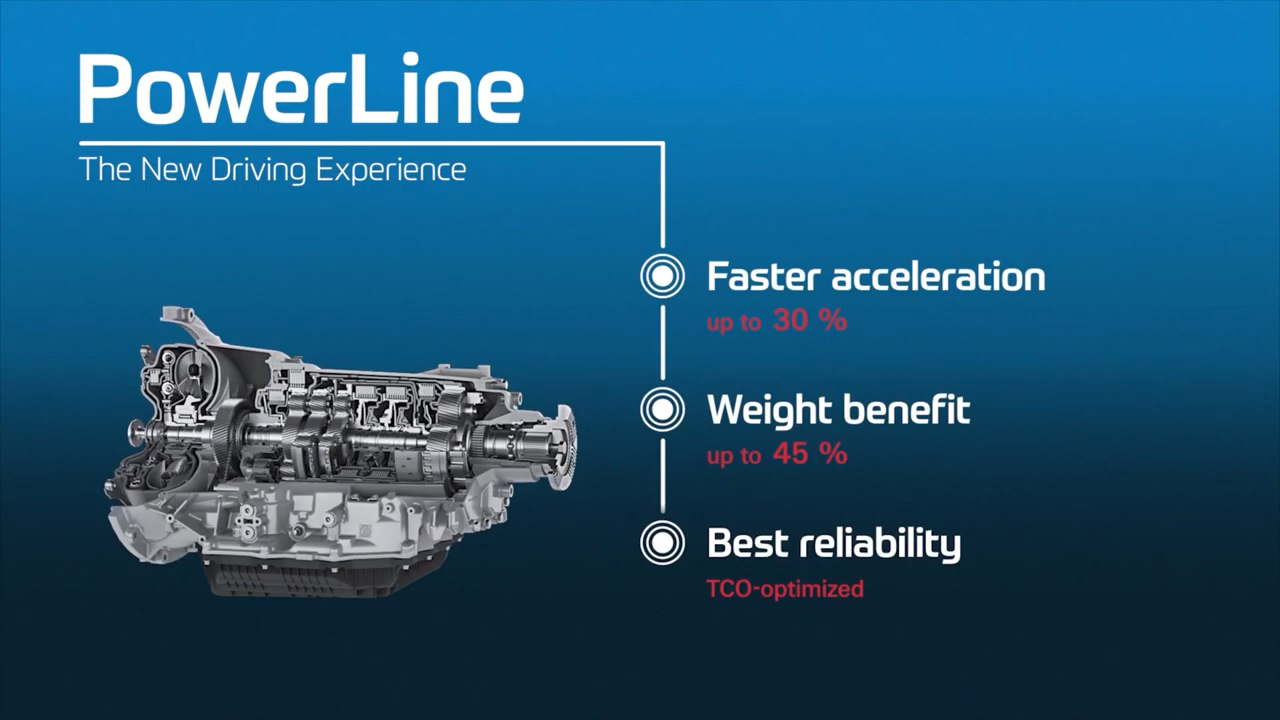 PowerLine
The New Driving Experience
Faster acceleration
up to 30 %
Weight benefit
up to 45 %
Best reliability
TCO-optimized